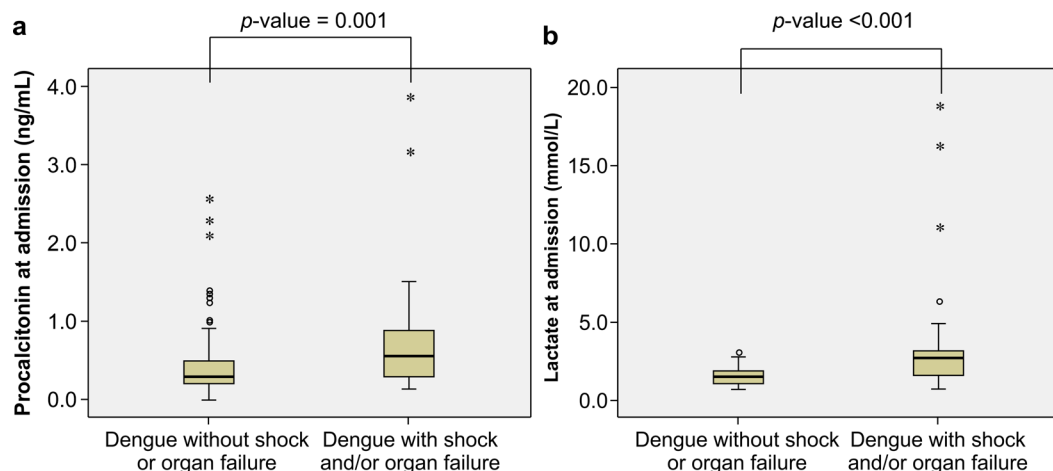 a
p-value = 0.001
Procalcitonin at admission (ng/mL)
4.0
3.0
2.0
1.0
0.0
Dengue without shock
or organ failure
Dengue with shock
and/or organ failure
b
p-value <0.001
Lactate at admission (mmol/L)
20.0
15.0
10.0
5.0
0.0
Dengue without shock
or organ failure
Dengue with shock
and/or organ failure